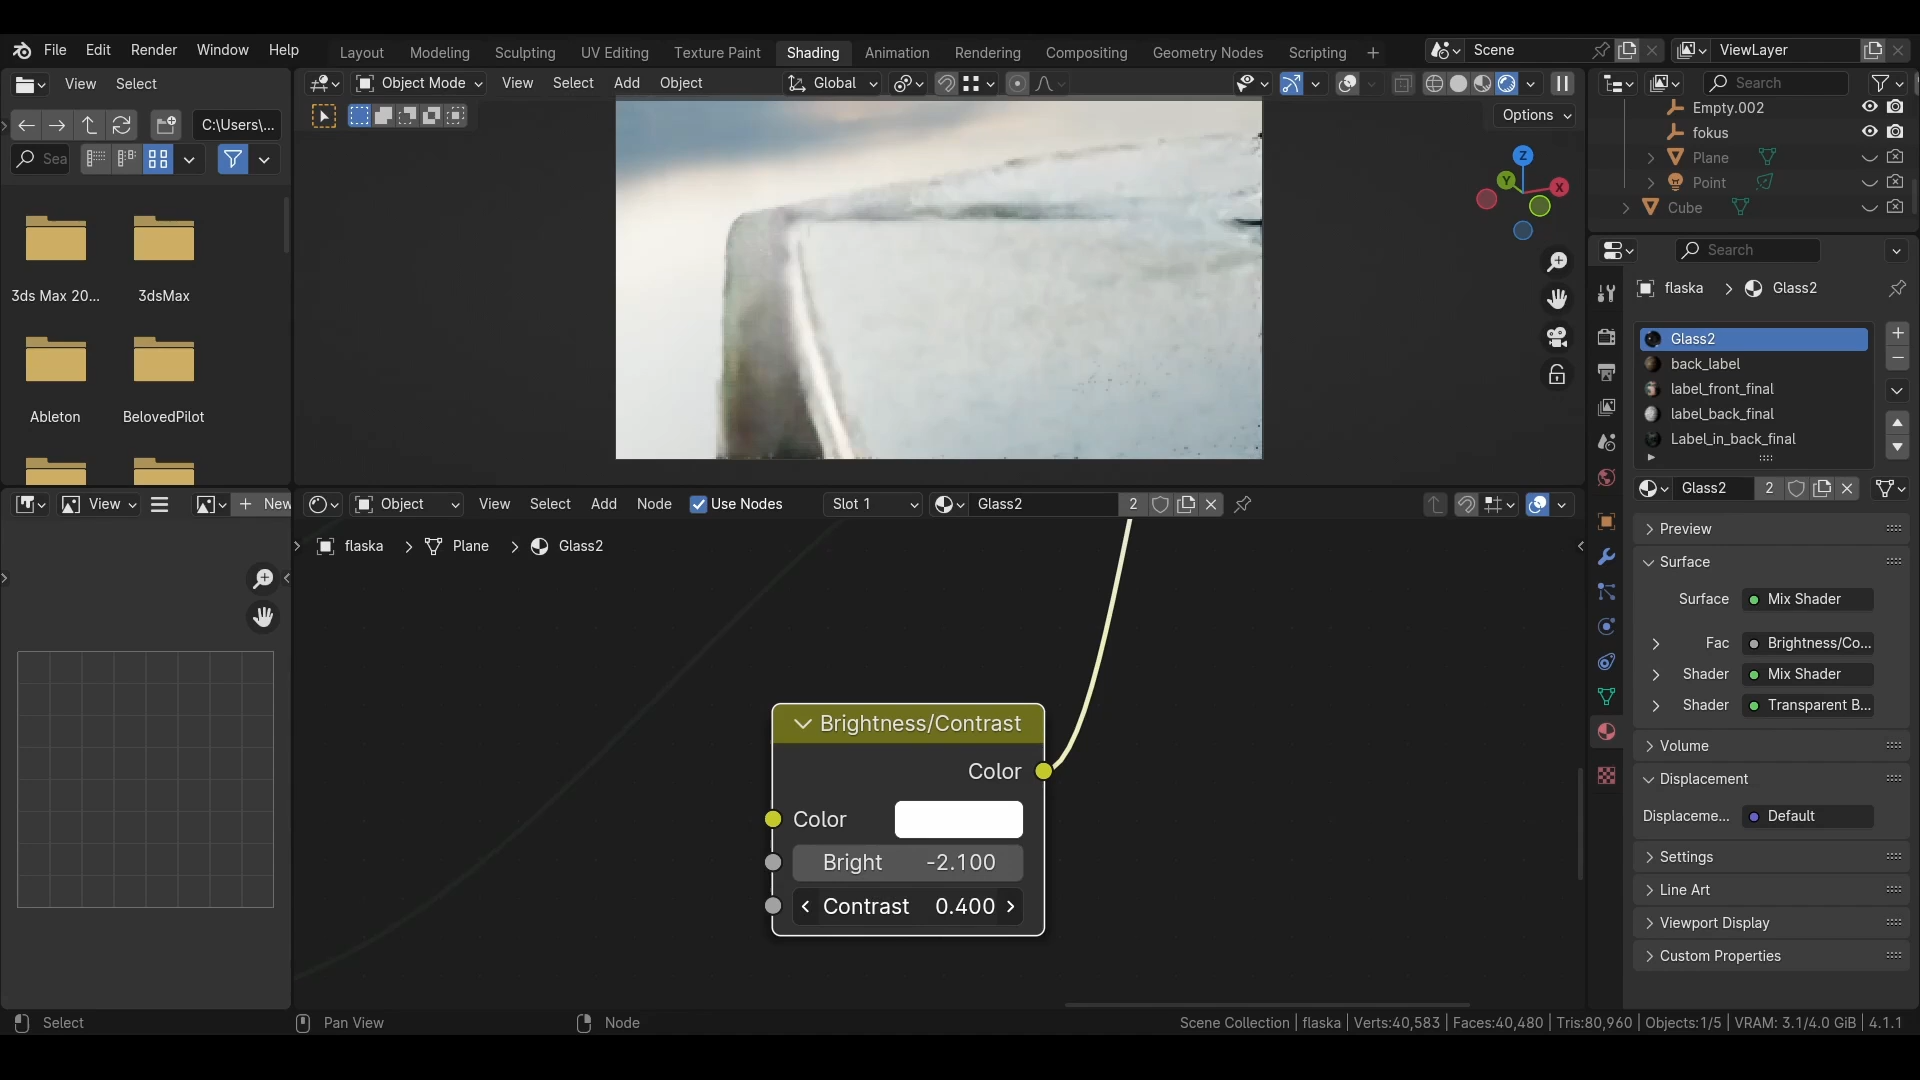 File Edit Render Window Help Layout Modeling Sculpting UV Editing Texture Paint Shading Animation Rendering Compositing Geometry Nodes Scripting + Scene ViewLayer
View Select Object Mode View Select Add Object Global Search
C:\Users\... Options
Sea
Empty.002
fokus
Plane
Point
Cube
Z
Y
X
Search
3ds Max 20... 3dsMax
flaska > Glass2
Glass2
back_label
label_front_final
label_back_final
Label_in_back_final
Ableton BelovedPilot
View + New Object View Select Add Node Use Nodes Slot 1 Glass2 2
Glass2 2
flaska > Plane > Glass2
Preview
Surface
Surface Mix Shader
Fac Brightness/Co...
Shader Mix Shader
Shader Transparent B...
Volume
Displacement
Displaceme... Default
Settings
Line Art
Viewport Display
Custom Properties
Brightness/Contrast
Color
Color
Bright -2.100
Contrast 0.400
Select Pan View Node Scene Collection | flaska | Verts:40,583 | Faces:40,480 | Tris:80,960 | Objects:1/5 | VRAM: 3.1/4.0 GiB | 4.1.1